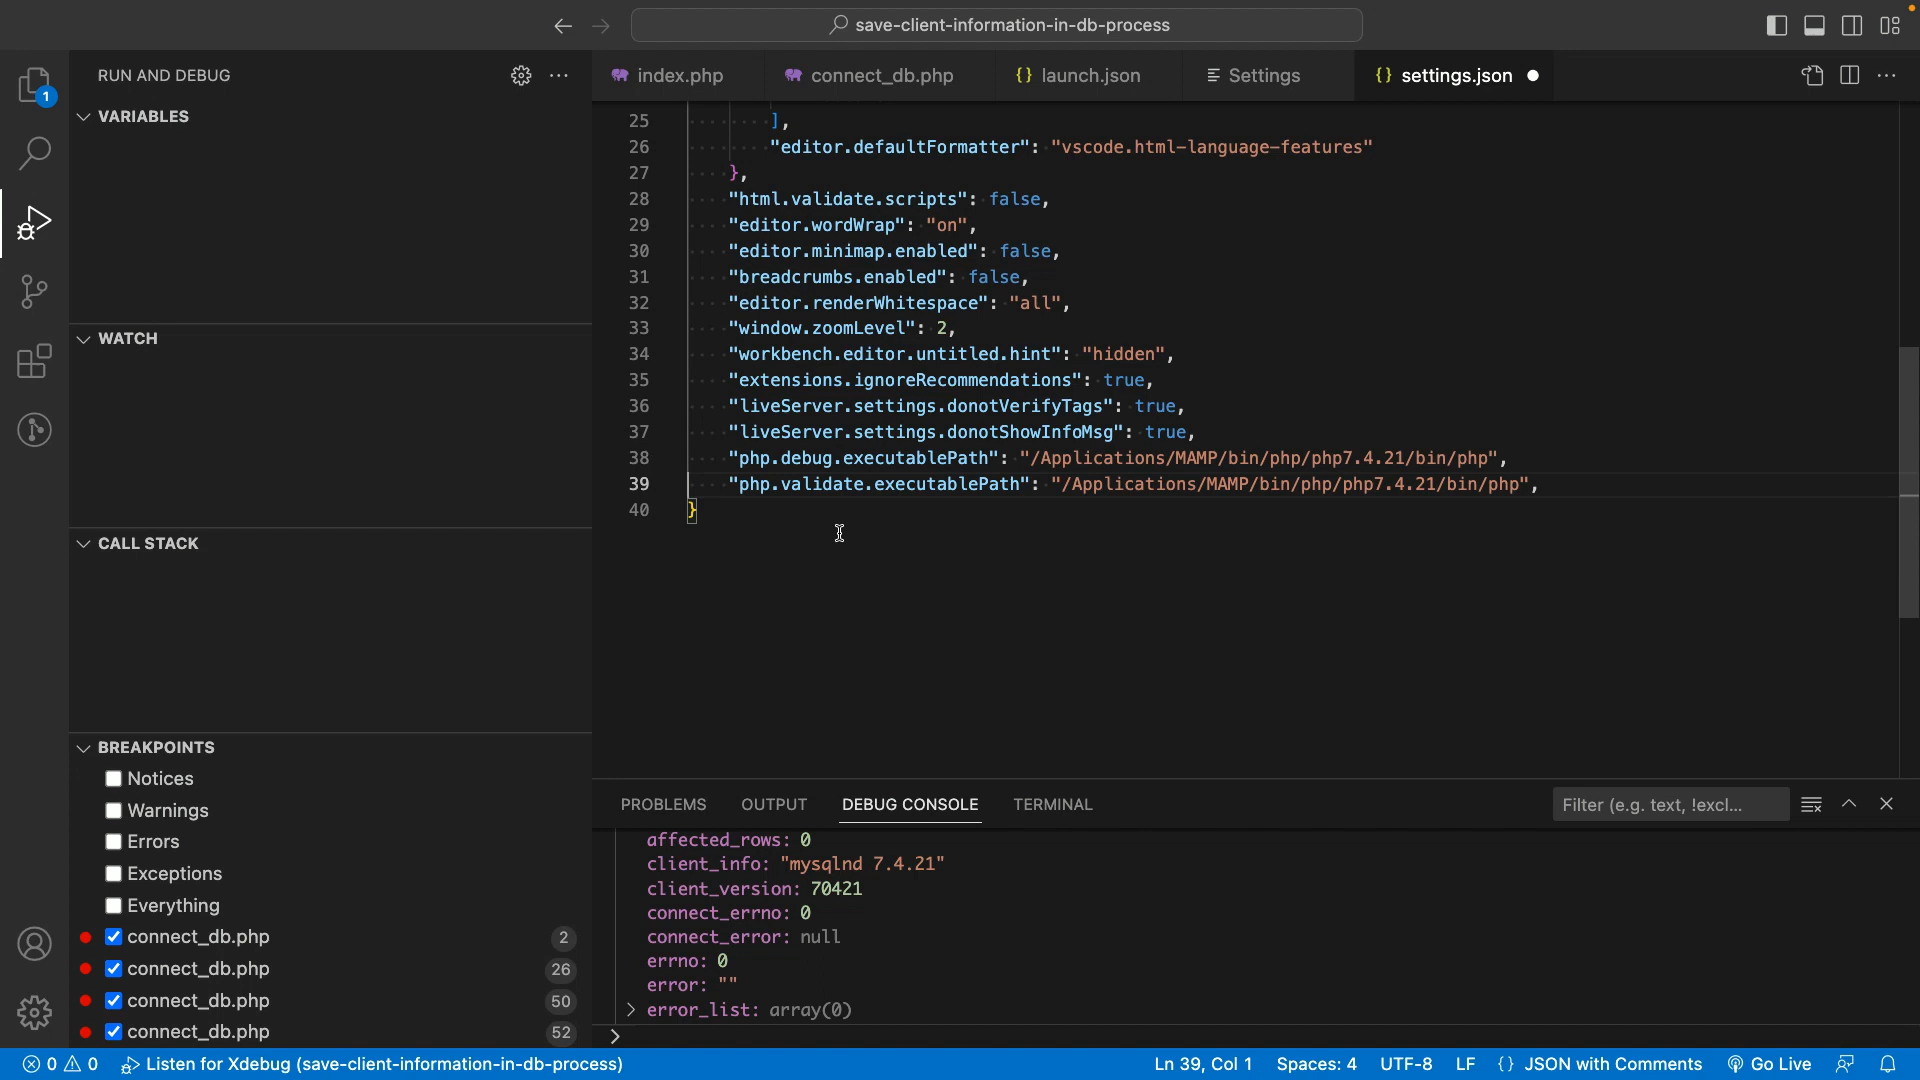 save-client-information-in-db-process
RUN AND DEBUG
index.php
connect_db.php
{} launch.json
Settings
{} settings.json
1
VARIABLES
WATCH
CALL STACK
BREAKPOINTS
Notices
Warnings
Errors
Exceptions
Everything
connect_db.php 2
connect_db.php 26
connect_db.php 50
connect_db.php 52
25 ],
26 "editor.defaultFormatter": "vscode.html-language-features"
27 },
28 "html.validate.scripts": false,
29 "editor.wordWrap": "on",
30 "editor.minimap.enabled": false,
31 "breadcrumbs.enabled": false,
32 "editor.renderWhitespace": "all",
33 "window.zoomLevel": 2,
34 "workbench.editor.untitled.hint": "hidden",
35 "extensions.ignoreRecommendations": true,
36 "liveServer.settings.donotVerifyTags": true,
37 "liveServer.settings.donotShowInfoMsg": true,
38 "php.debug.executablePath": "/Applications/MAMP/bin/php/php7.4.21/bin/php",
39 "php.validate.executablePath": "/Applications/MAMP/bin/php/php7.4.21/bin/php",
40 }
PROBLEMS OUTPUT DEBUG CONSOLE TERMINAL
Filter (e.g. text, !excl...
affected_rows: 0
client_info: "mysqlnd 7.4.21"
client_version: 70421
connect_errno: 0
connect_error: null
errno: 0
error: ""
> error_list: array(0)
>
0 0 Listen for Xdebug (save-client-information-in-db-process)
Ln 39, Col 1 Spaces: 4 UTF-8 LF {} JSON with Comments Go Live